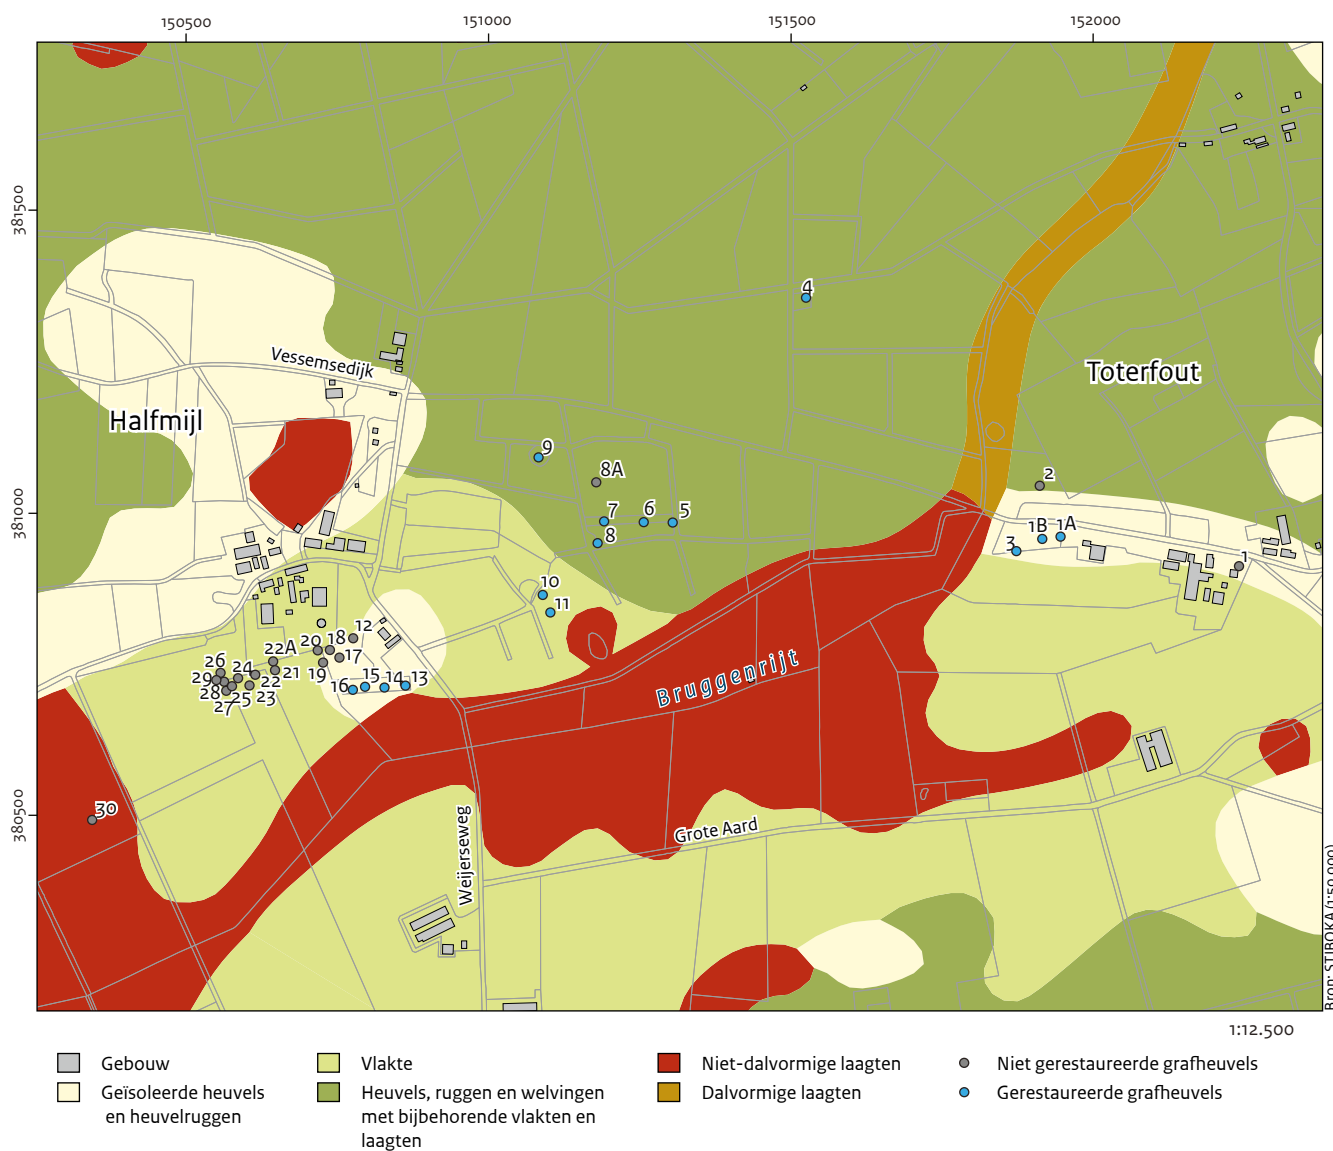 150500 151000 151500 152000
381500
381000
380500
4
Vessemsedijk
Toterfout
Halfmijl
9
8A
2
7 6 5
8
1B 1A
3
1
10
11
12
20 18
22A
17
26
24
19
21
29
22
16 15 14 13
28 25 23
27
Bruggenrijt
30
Weijerseweg
Grote Aard
Bron: STIBOKA (1:50.000)
1:12.500
Gebouw
Geïsoleerde heuvels
en heuvelruggen
Vlakte
Heuvels, ruggen en welvingen
met bijbehorende vlakten en
laagten
Niet-dalvormige laagten
Dalvormige laagten
Niet gerestaureerde grafheuvels
Gerestaureerde grafheuvels